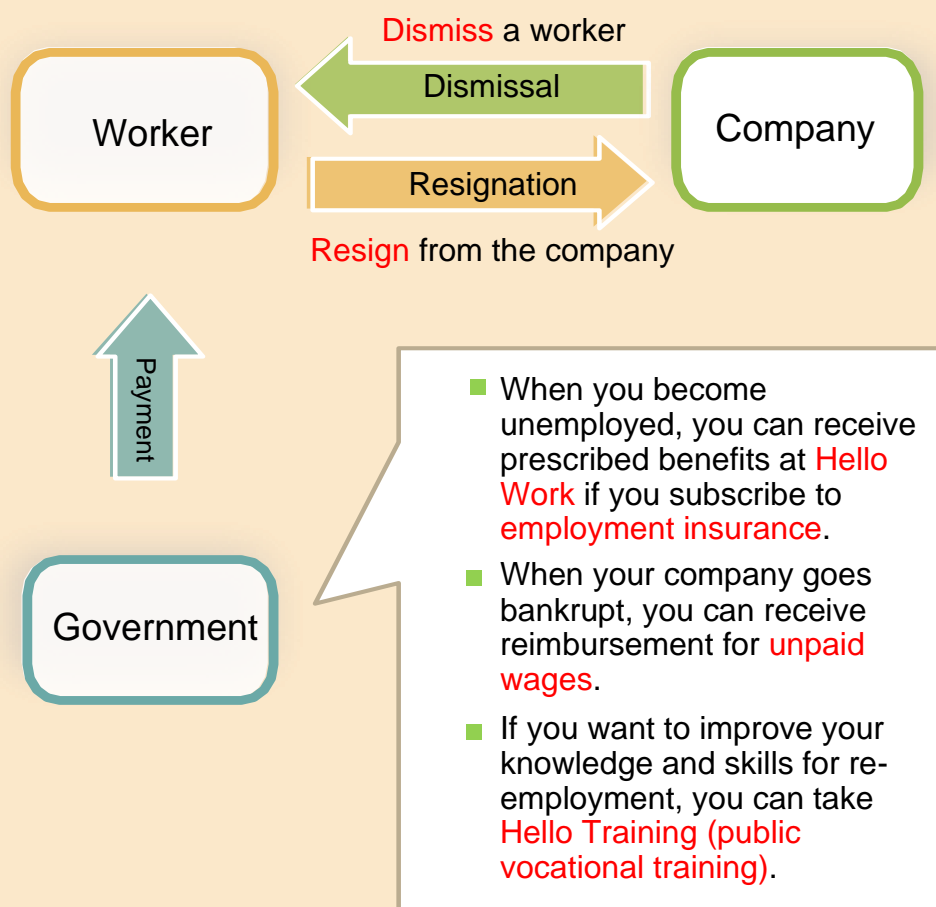 Dismiss a worker
Dismissal
Worker
Company
Resignation
Resign from the company
Payment
Government
When you become
unemployed, you can receive
prescribed benefits at Hello
Work if you subscribe to
employment insurance.
When your company goes
bankrupt, you can receive
reimbursement for unpaid
wages.
If you want to improve your
knowledge and skills for re-
employment, you can take
Hello Training (public
vocational training).